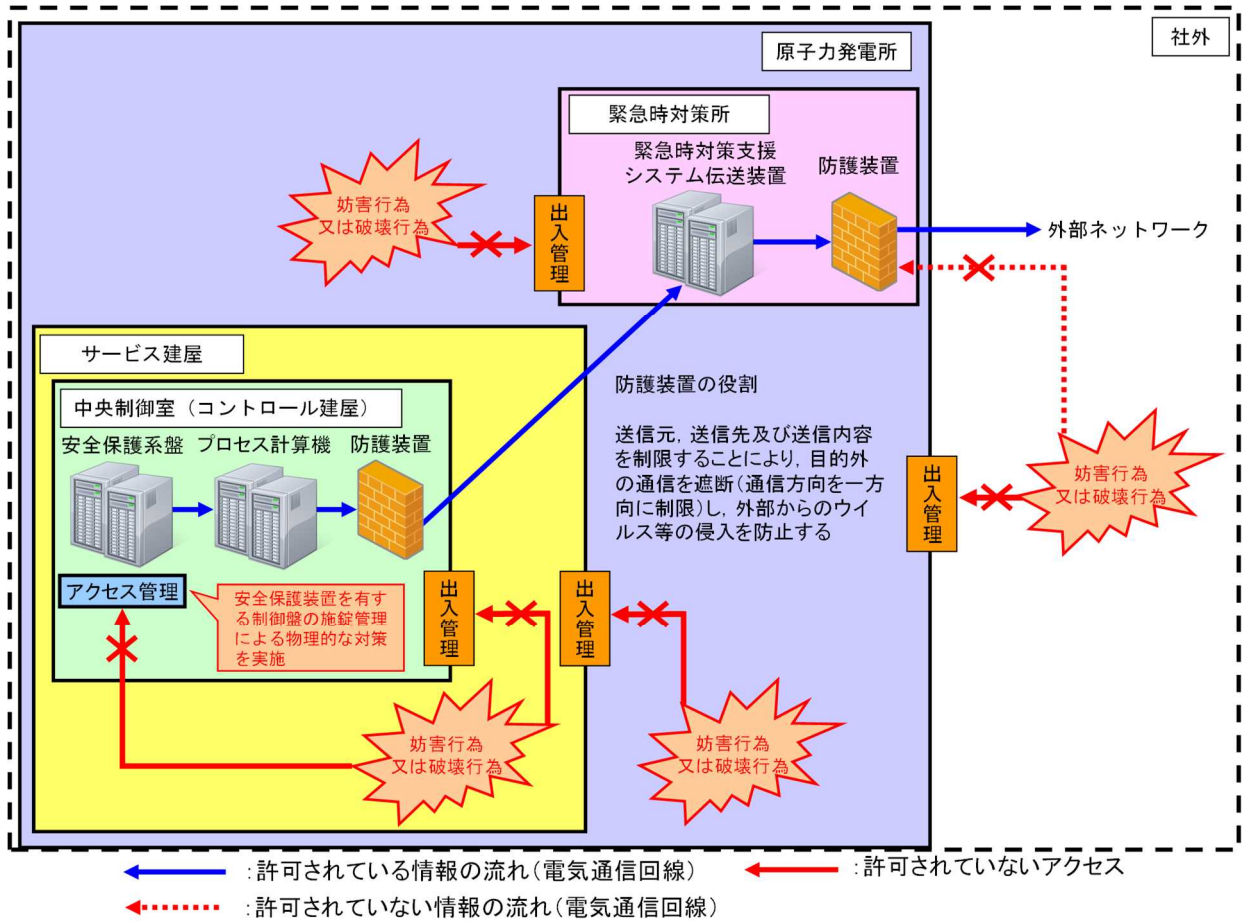 社外
原子力発電所
緊急時対策所
緊急時対策支援
システム伝送装置
防護装置
妨害行為
又は破壊行為
出入管理
外部ネットワーク
サービス建屋
中央制御室（コントロール建屋）
安全保護系盤
プロセス計算機
防護装置
防護装置の役割
送信元，送信先及び送信内容
を制限することにより，目的外
の通信を遮断（通信方向を一方
向に制限）し，外部からのウイ
ルス等の侵入を防止する
出入管理
妨害行為
又は破壊行為
アクセス管理
安全保護装置を有す
る制御盤の施錠管理
による物理的な対策
を実施
出入管理
出入管理
妨害行為
又は破壊行為
妨害行為
又は破壊行為
：許可されている情報の流れ（電気通信回線）
：許可されていないアクセス
：許可されていない情報の流れ（電気通信回線）